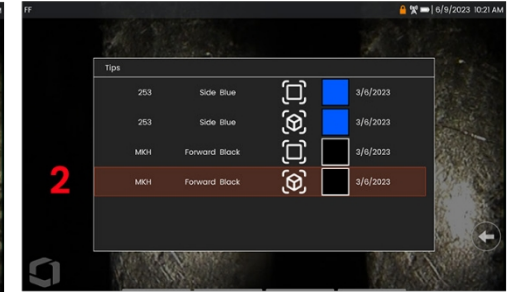 FF 6/9/2023 10:21 AM
Tips
253 Side Blue 3/6/2023
253 Side Blue 3/6/2023
MKH Forward Black 3/6/2023
MKH Forward Black 3/6/2023
2